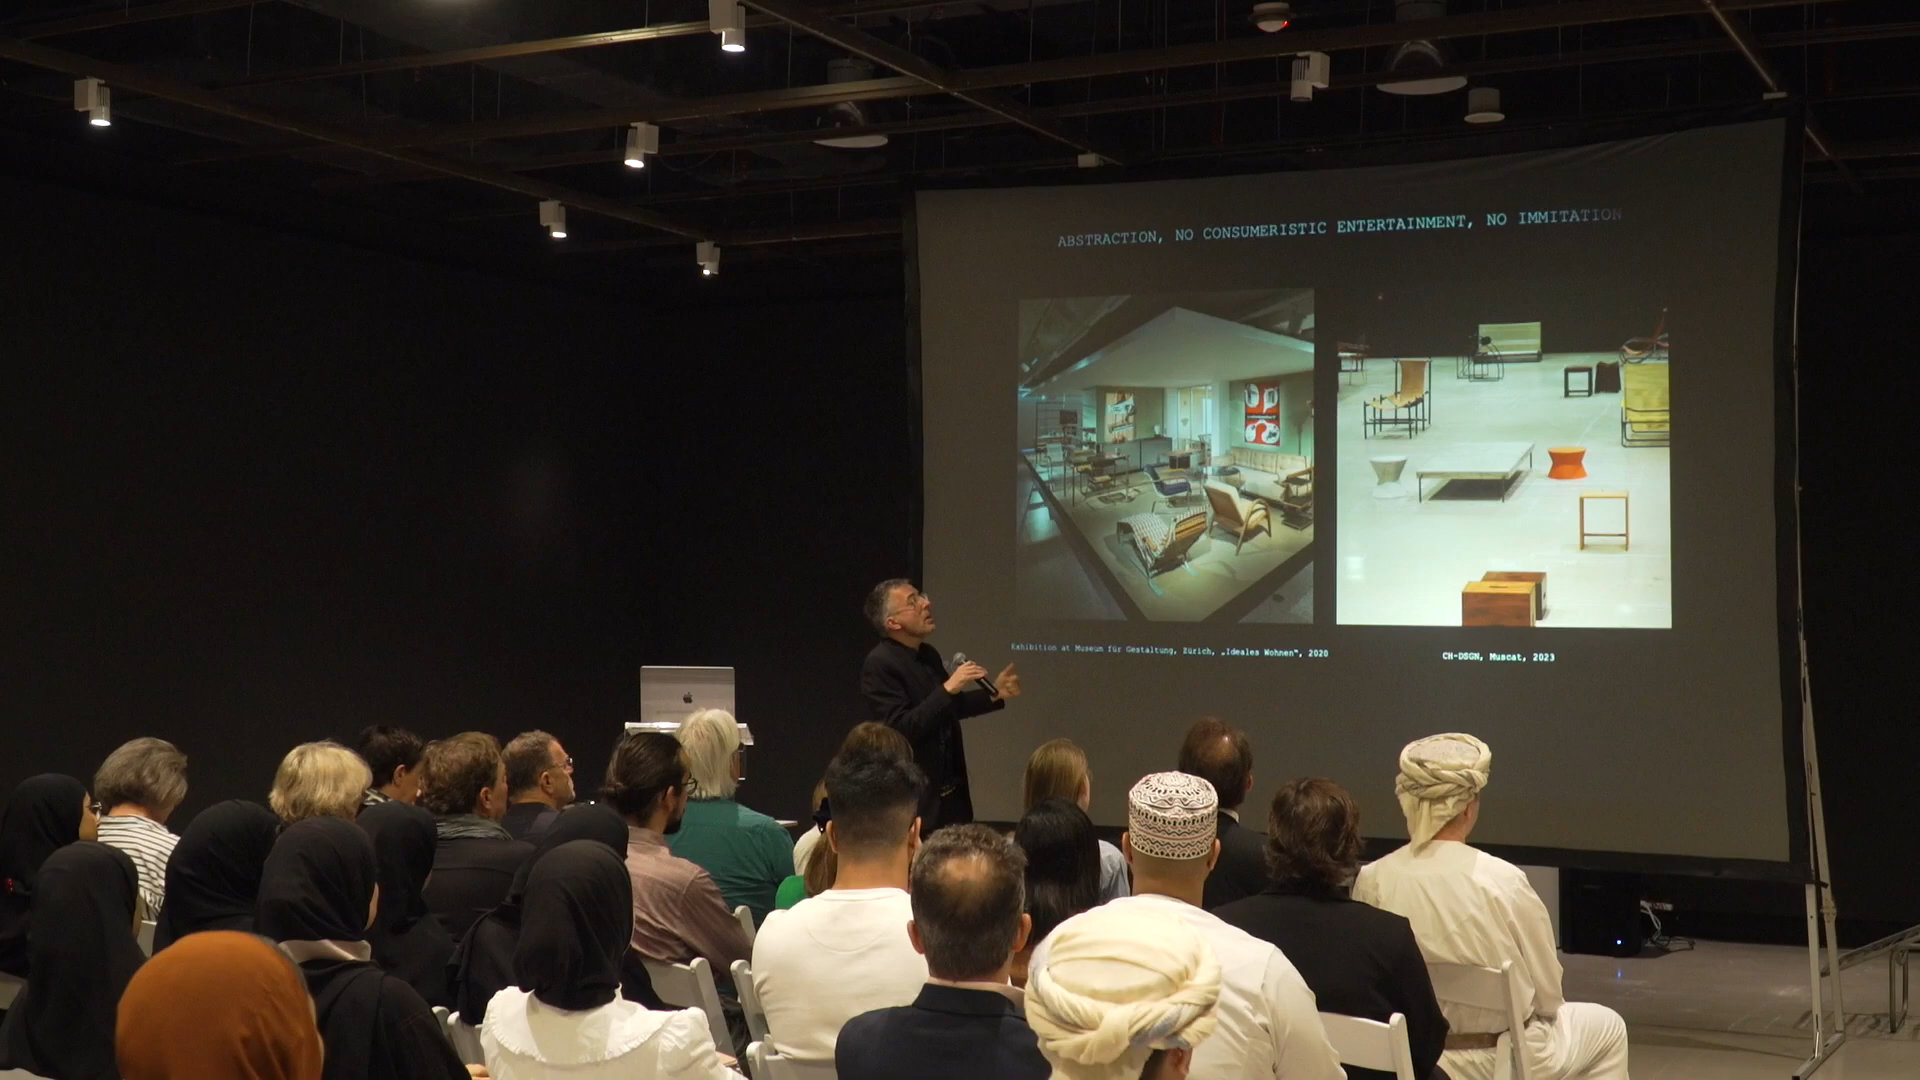 ABSTRACTION, NO CONSUMERISTIC ENTERTAINMENT, NO IMMITATION
Exhibition at Museum für Gestaltung, Zürich, „Ideales Wohnen“, 2020
CH-DSGN, Muscat, 2023